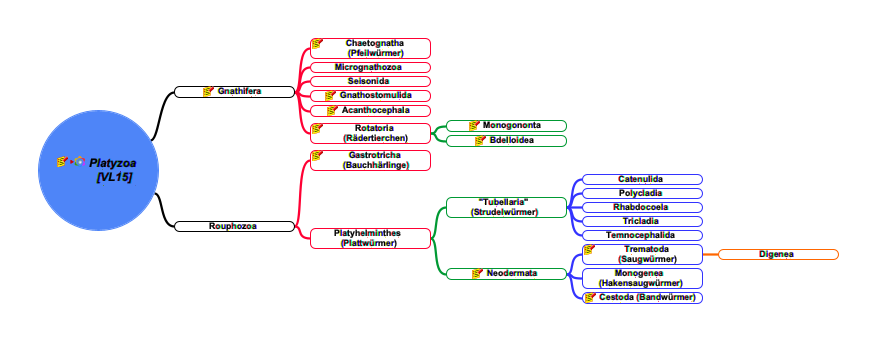 Platyzoa
[VL15]
Gnathifera
Chaetognatha
(Pfeilwürmer)
Micrognathozoa
Seisonida
Gnathostomulida
Acanthocephala
Rotatoria
(Rädertierchen)
Monogononta
Bdelloidea
Rouphozoa
Gastrotricha
(Bauchhärlinge)
Platyhelminthes
(Plattwürmer)
"Tubellaria"
(Strudelwürmer)
Catenulida
Polycladia
Rhabdocoela
Tricladia
Temnocephalida
Neodermata
Trematoda
(Saugwürmer)
Digenea
Monogenea
(Hakensaugwürmer)
Cestoda (Bandwürmer)